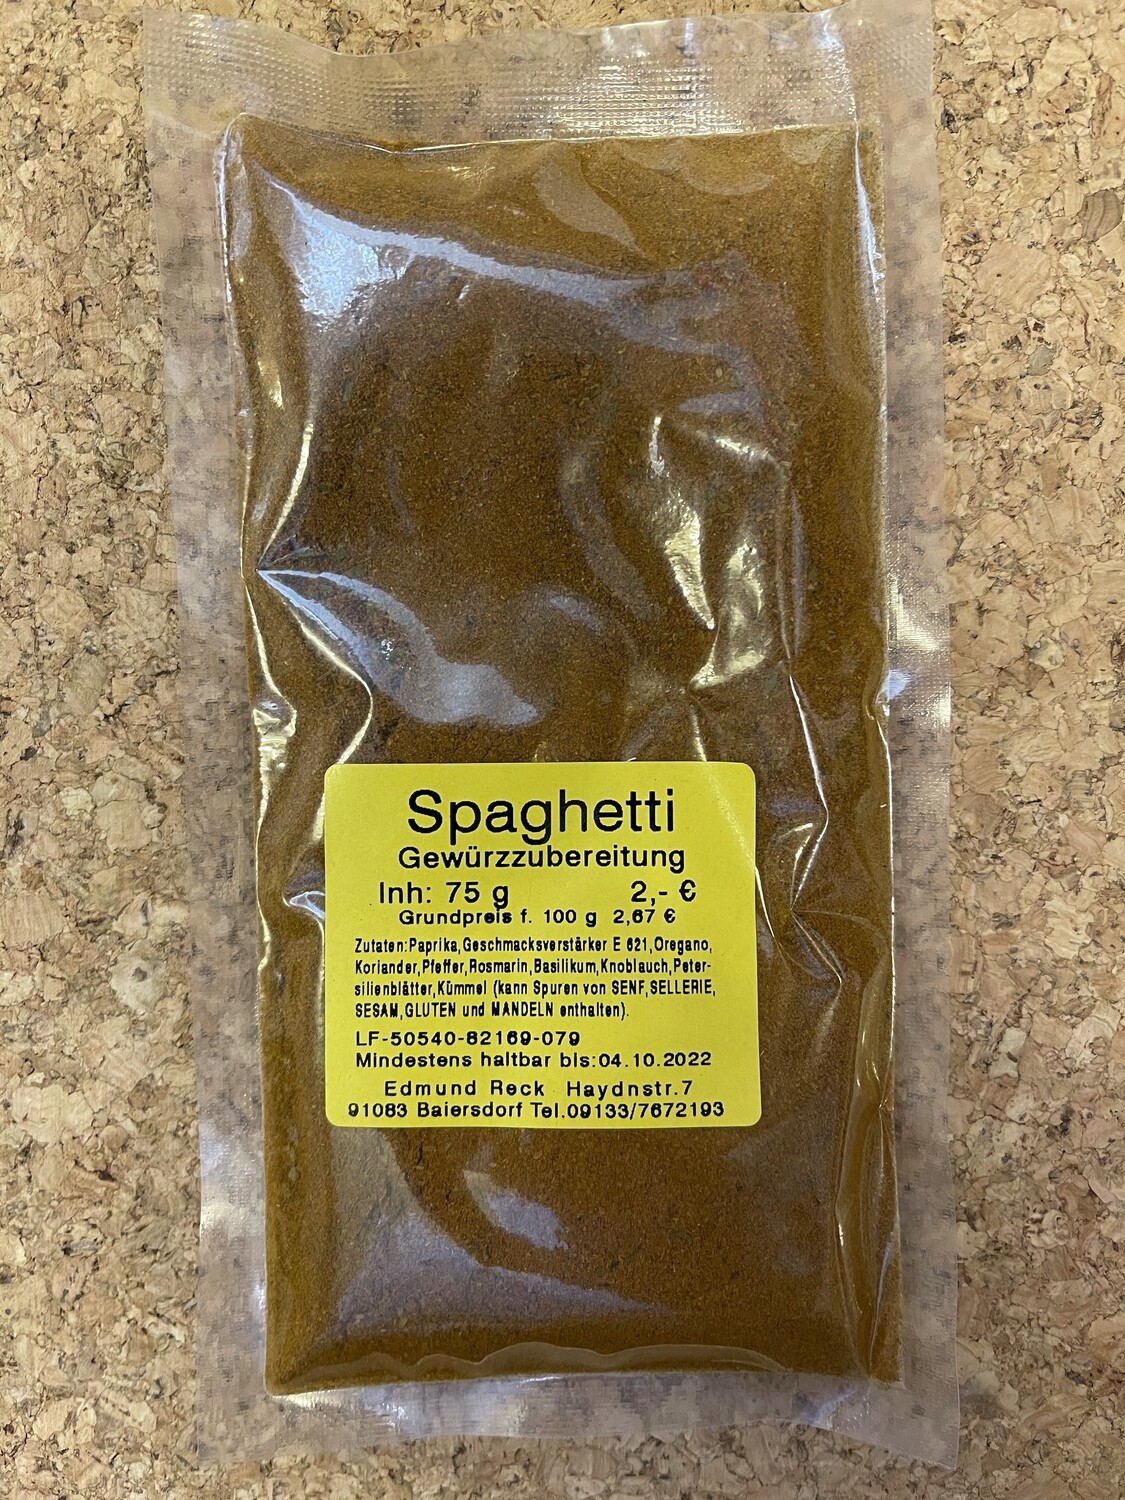 Spaghetti
Gewürzzubereitung
Inh: 75 g 2,- €
Grundpreis f. 100 g 2,67 €
Zutaten:Paprika,Geschmacksverstärker E 621,Oregano,
Koriander,Pfeffer,Rosmarin,Basilikum,Knoblauch,Peter-
silienblätter,Kümmel (kann Spuren von SENF,SELLERIE,
SESAM,GLUTEN und MANDELN enthalten).
LF-50540-82169-079
Mindestens haltbar bis:04.10.2022
Edmund Reck Haydnstr.7
91083 Baiersdorf Tel.09133/7672193